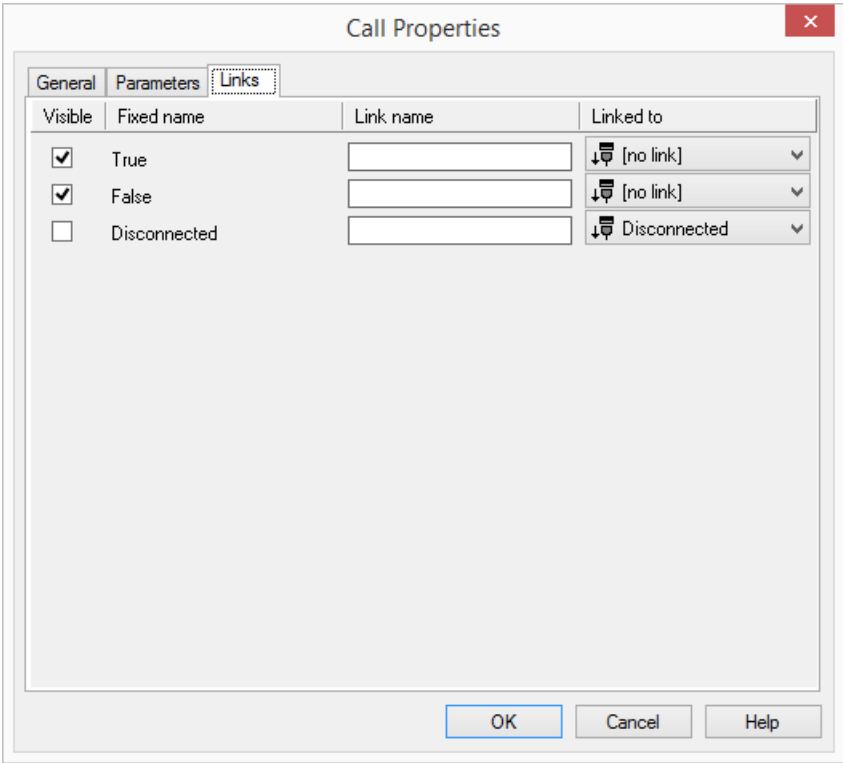 Call Properties
General Parameters Links
Visible Fixed name Link name Linked to
True [no link]
False [no link]
Disconnected Disconnected
OK Cancel Help